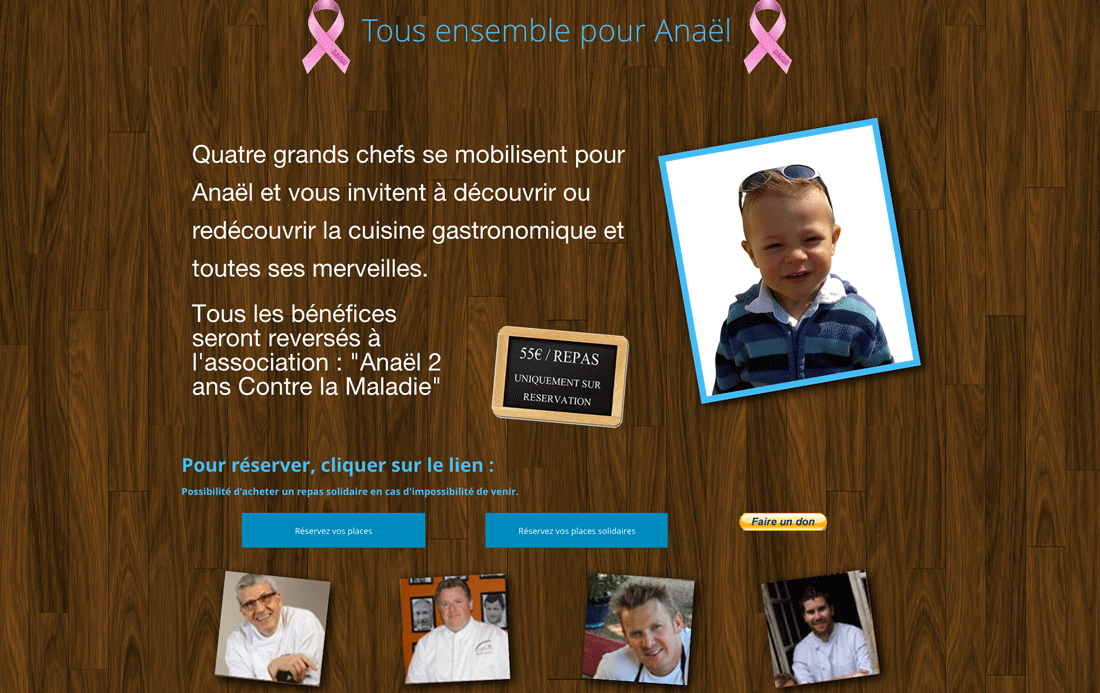 Tous ensemble pour Anaël
Quatre grands chefs se mobilisent pour
Anaël et vous invitent à découvrir ou
redécouvrir la cuisine gastronomique et
toutes ses merveilles.
Tous les bénéfices
seront reversés à
l'association : "Anaël 2
ans Contre la Maladie"
55€ / REPAS
UNIQUEMENT SUR
RESERVATION
Pour réserver, cliquer sur le lien :
Possibilité d'acheter un repas solidaire en cas d'impossibilité de venir.
Réservez vos places
Réservez vos places solidaires
Faire un don